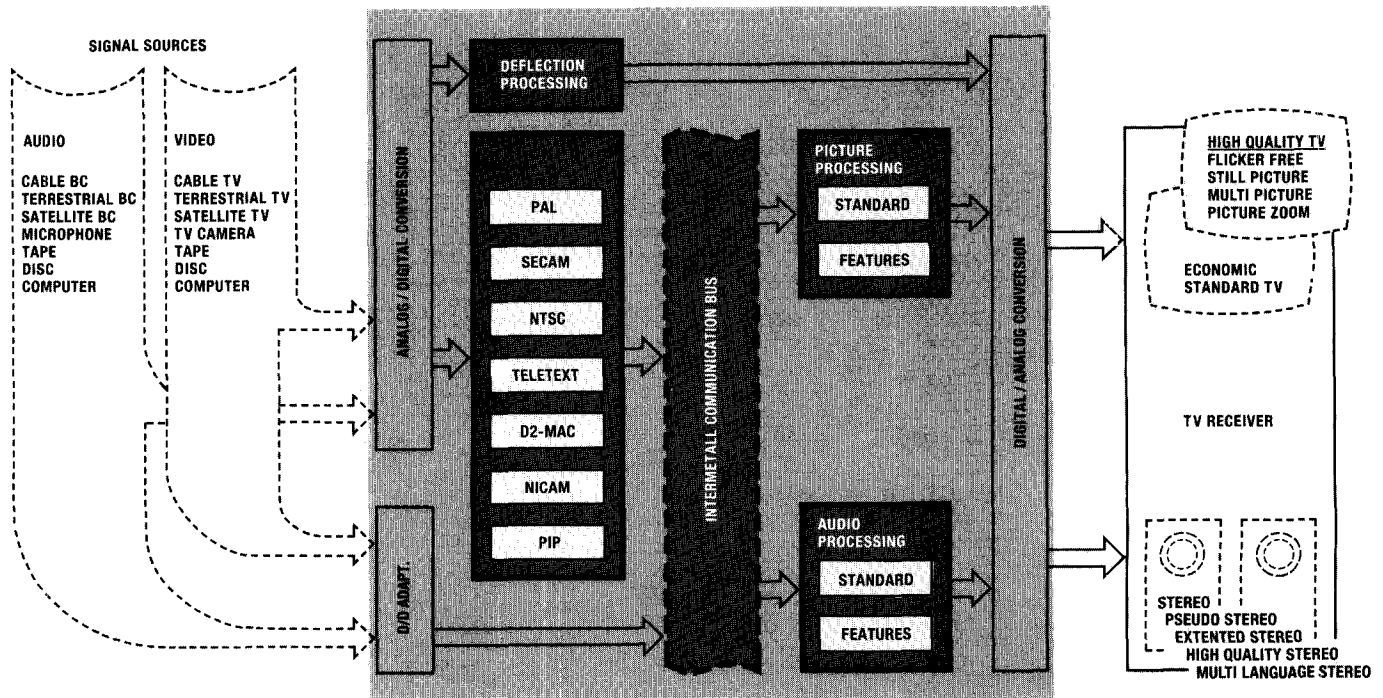 SIGNAL SOURCES
AUDIO
CABLE BC
TERRESTRIAL BC
SATELLITE BC
MICROPHONE
TAPE
DISC
COMPUTER
VIDEO
CABLE TV
TERRESTRIAL TV
SATELLITE TV
TV CAMERA
TAPE
DISC
COMPUTER
ANALOG / DIGITAL CONVERSION
D/D ADAPT.
DEFLECTION
PROCESSING
PAL
SECAM
NTSC
TELETEXT
D2-MAC
NICAM
PIP
INTERMETALL COMMUNICATION BUS
PICTURE
PROCESSING
STANDARD
FEATURES
AUDIO
PROCESSING
STANDARD
FEATURES
DIGITAL / ANALOG CONVERSION
HIGH QUALITY TV
FLICKER FREE
STILL PICTURE
MULTI PICTURE
PICTURE ZOOM
ECONOMIC
STANDARD TV
TV RECEIVER
STEREO
PSEUDO STEREO
EXTENTED STEREO
HIGH QUALITY STEREO
MULTI LANGUAGE STEREO